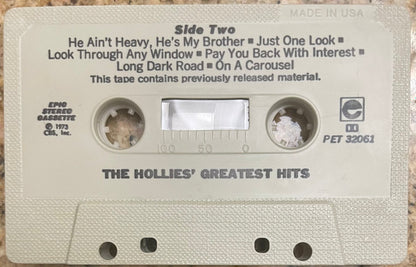 MADE IN USA
Side Two
He Ain't Heavy, He's My Brother ▪ Just One Look ▪
Look Through Any Window ▪ Pay You Back With Interest ▪
Long Dark Road ▪ On A Carousel
This tape contains previously released material.
EPIC
STEREO
CASSETTE
℗ 1973
CBS, Inc.
e
100 50 0
PET 32061
THE HOLLIES' GREATEST HITS